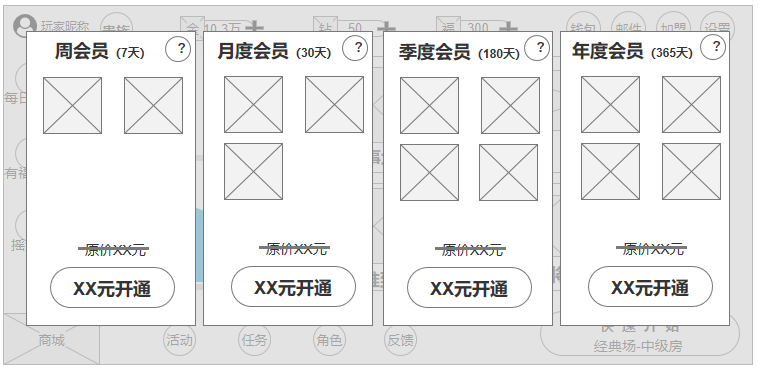 玩家昵称
贵族
金 10.3万
钻 50
福 300
钱包
邮件
加盟
设置
周会员 (7天)
?
月度会员 (30天)
?
季度会员 (180天)
?
年度会员 (365天)
?
每日
有福
摇
原价XX元
原价XX元
原价XX元
原价XX元
XX元开通
XX元开通
XX元开通
XX元开通
商城
活动
任务
角色
反馈
快 速 开 始
经典场-中级房